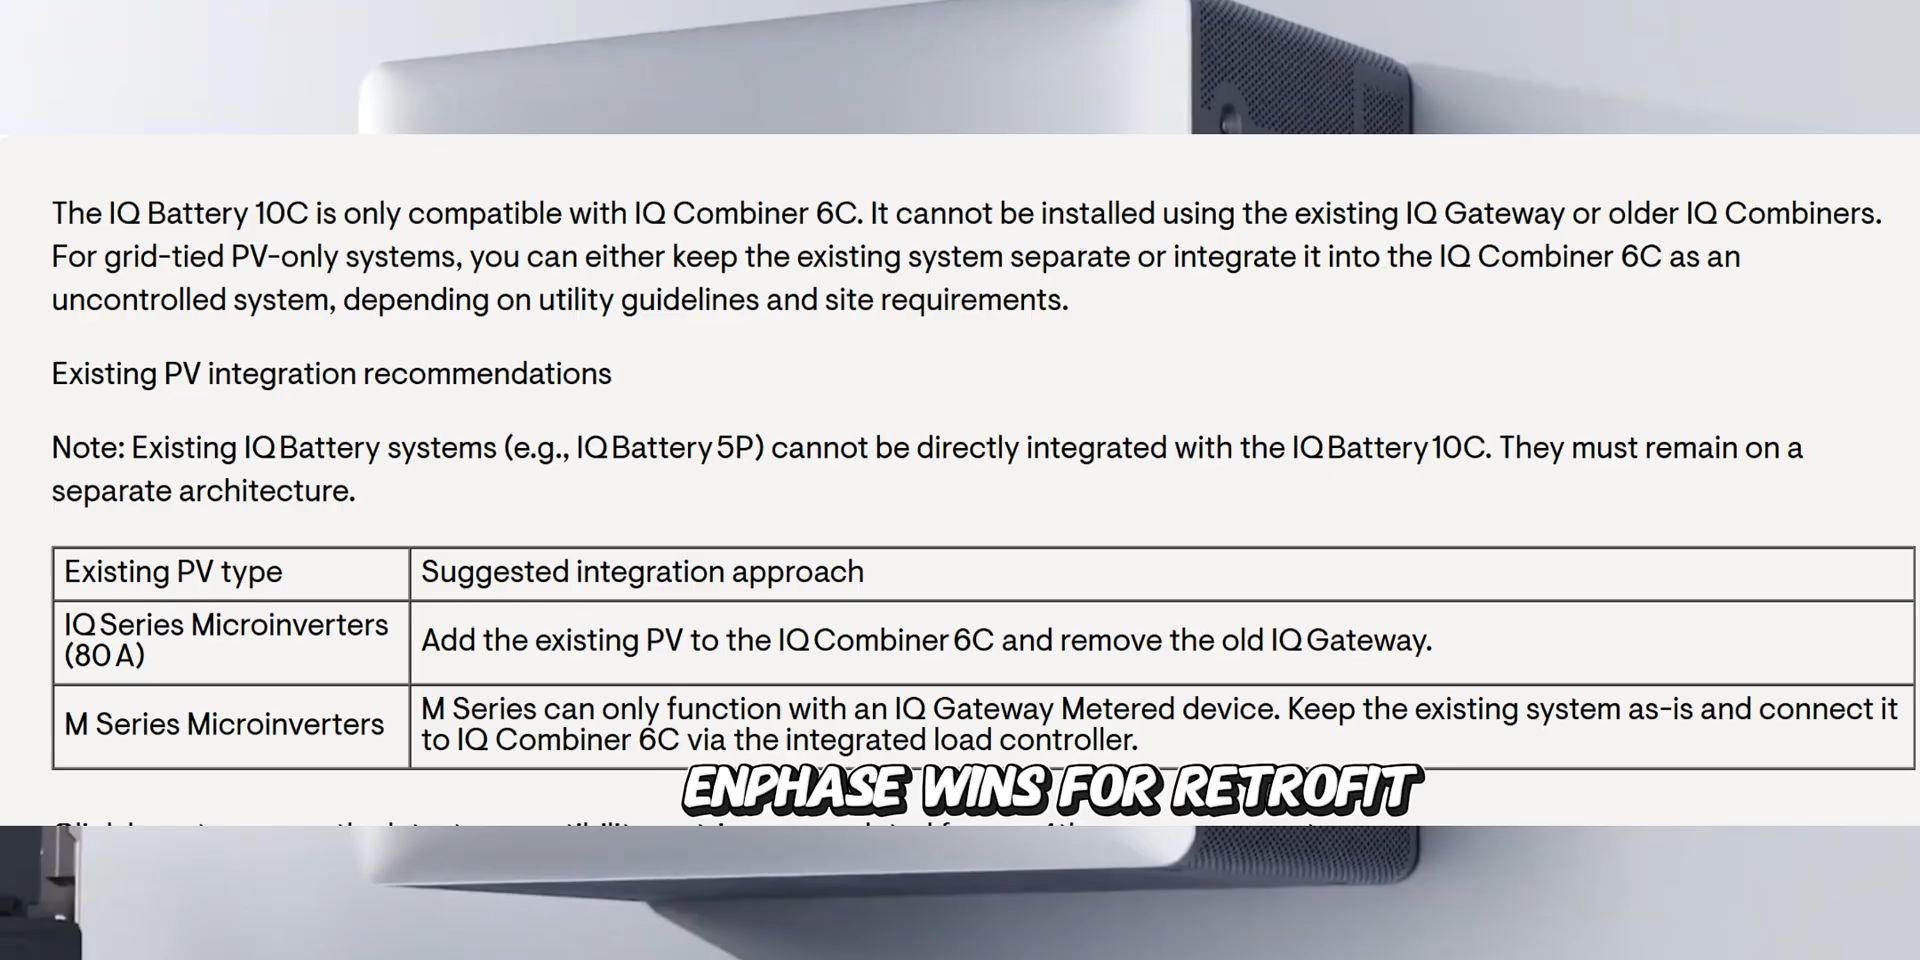 The IQ Battery 10C is only compatible with IQ Combiner 6C. It cannot be installed using the existing IQ Gateway or older IQ Combiners.
For grid-tied PV-only systems, you can either keep the existing system separate or integrate it into the IQ Combiner 6C as an
uncontrolled system, depending on utility guidelines and site requirements.
Existing PV integration recommendations
Note: Existing IQ Battery systems (e.g., IQ Battery 5P) cannot be directly integrated with the IQ Battery 10C. They must remain on a
separate architecture.
Existing PV type
Suggested integration approach
IQ Series Microinverters
(80 A)
Add the existing PV to the IQ Combiner 6C and remove the old IQ Gateway.
M Series Microinverters
M Series can only function with an IQ Gateway Metered device. Keep the existing system as-is and connect it
to IQ Combiner 6C via the integrated load controller.
ENPHASE WINS FOR RETROFIT